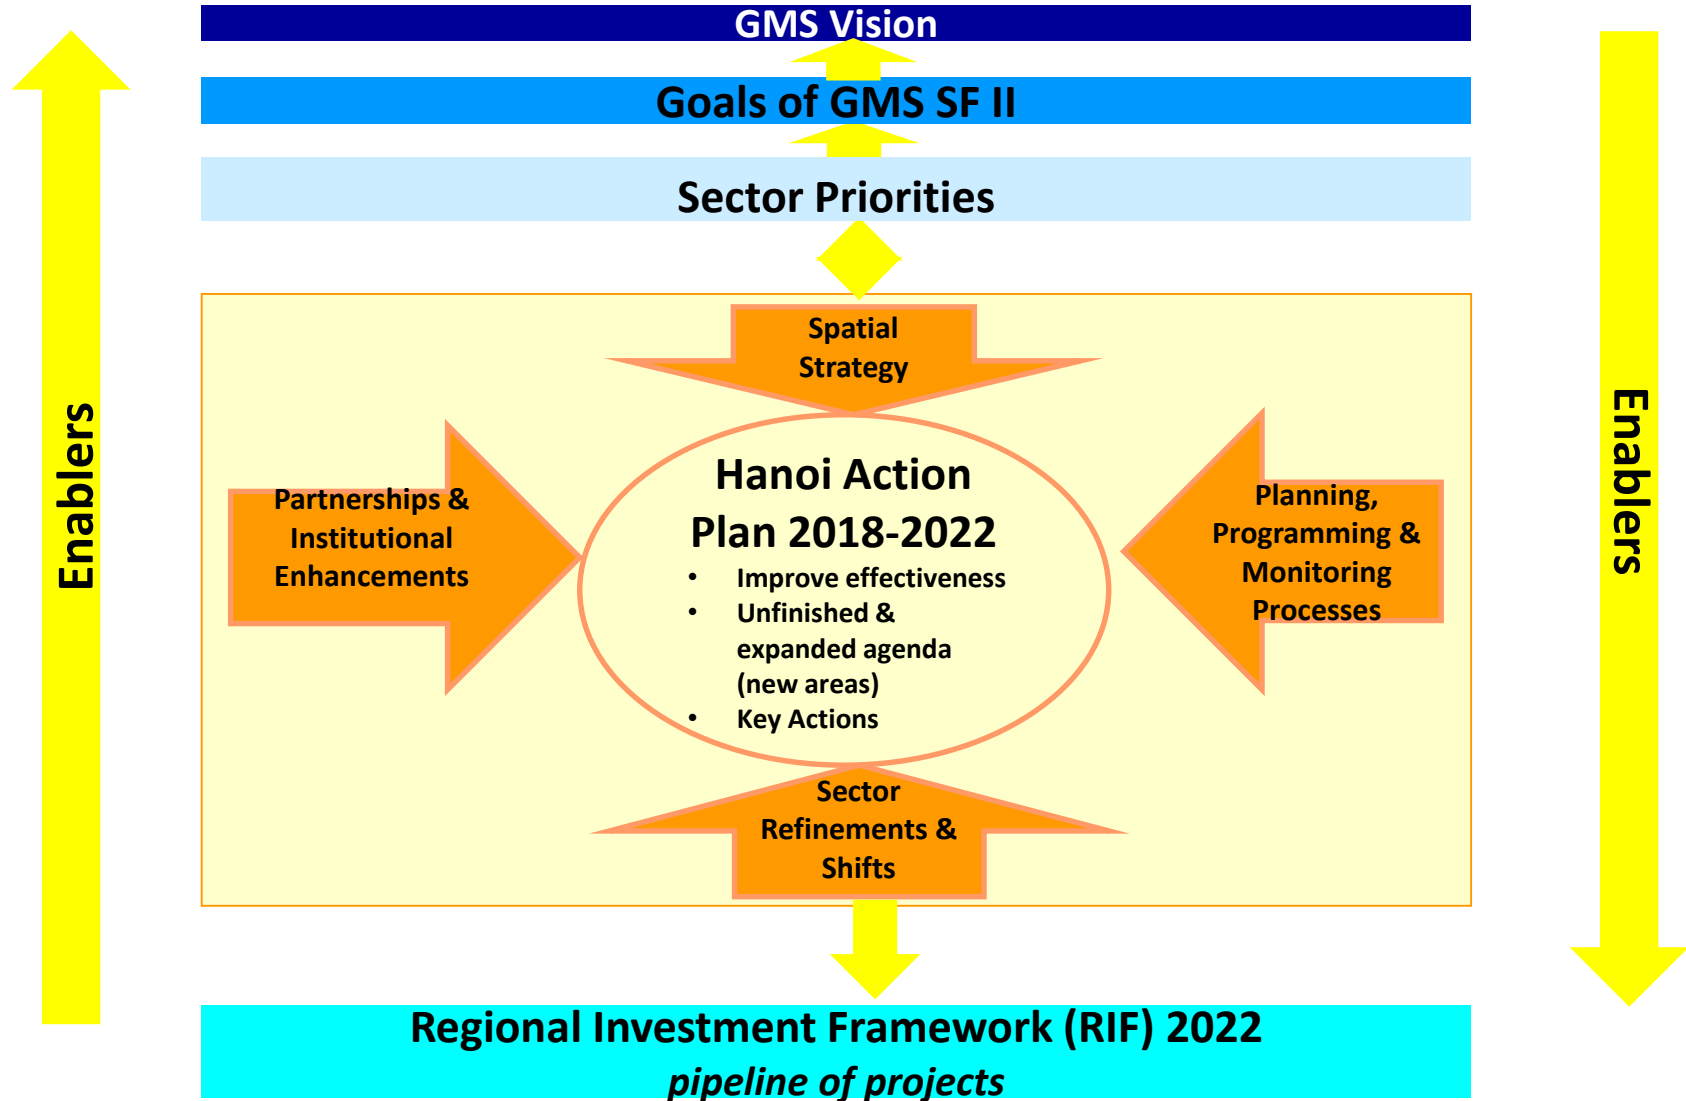 GMS Vision
Goals of GMS SF II
Sector Priorities
Enablers
Spatial
Strategy
Partnerships &
Institutional
Enhancements
Hanoi Action
Plan 2018-2022
• Improve effectiveness
• Unfinished &
expanded agenda
(new areas)
• Key Actions
Planning,
Programming &
Monitoring
Processes
Enablers
Sector
Refinements &
Shifts
Regional Investment Framework (RIF) 2022
pipeline of projects